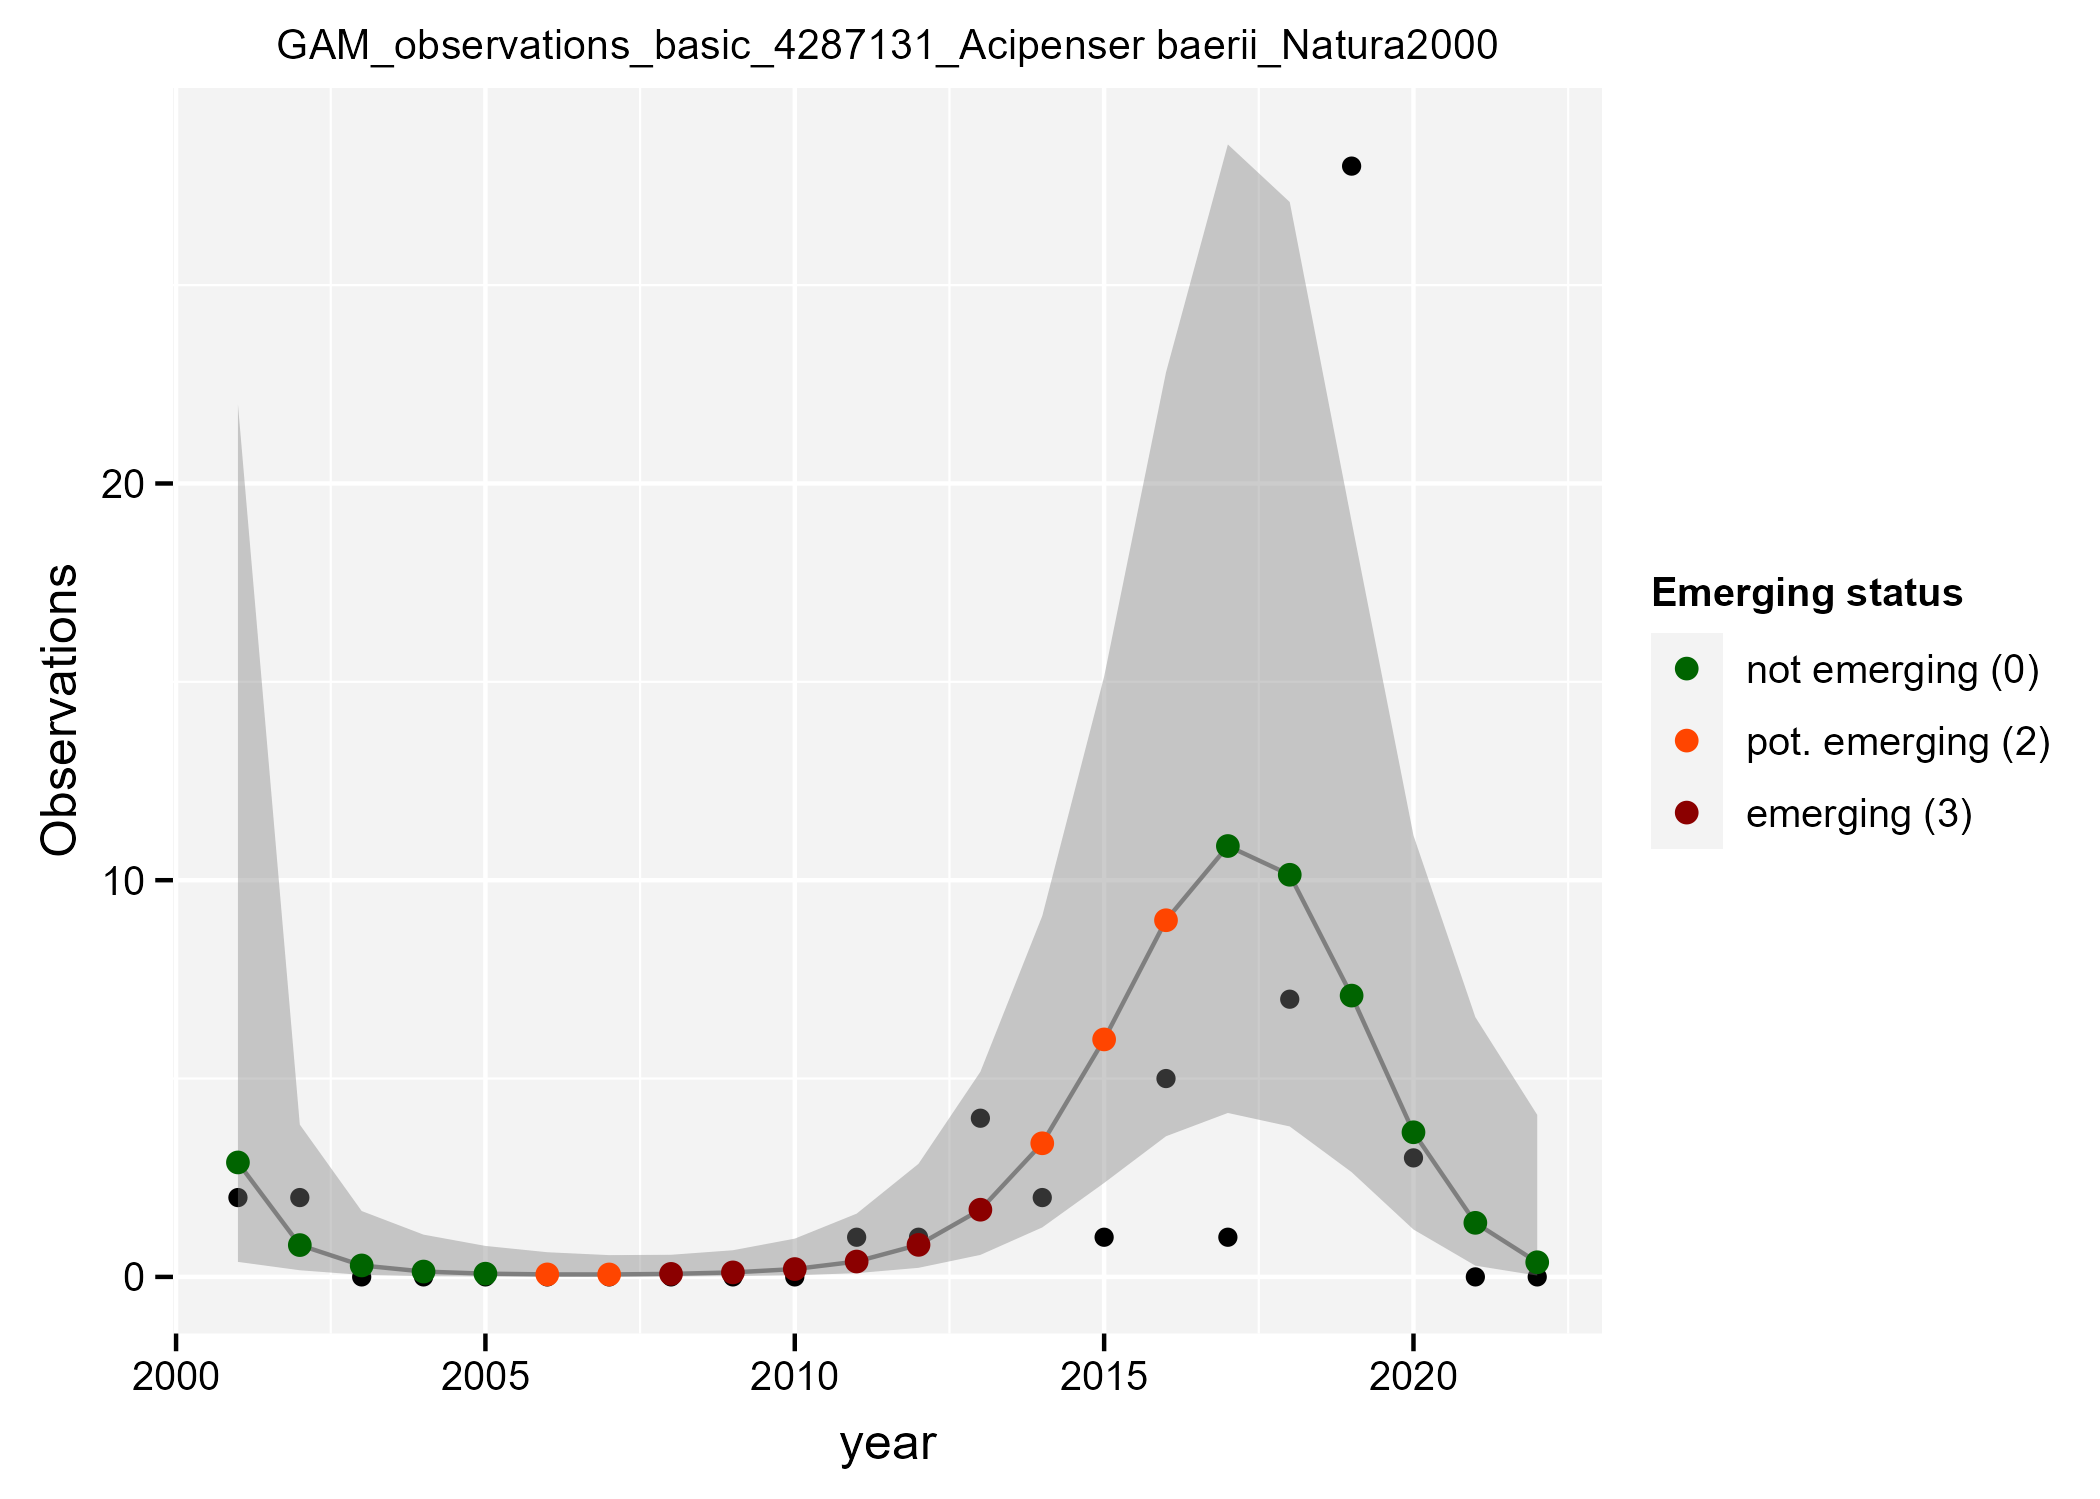 GAM_observations_basic_4287131_Acipenser baerii_Natura2000
Observations
20
10
0
2000 2005 2010 2015 2020
year
Emerging status
not emerging (0)
pot. emerging (2)
emerging (3)